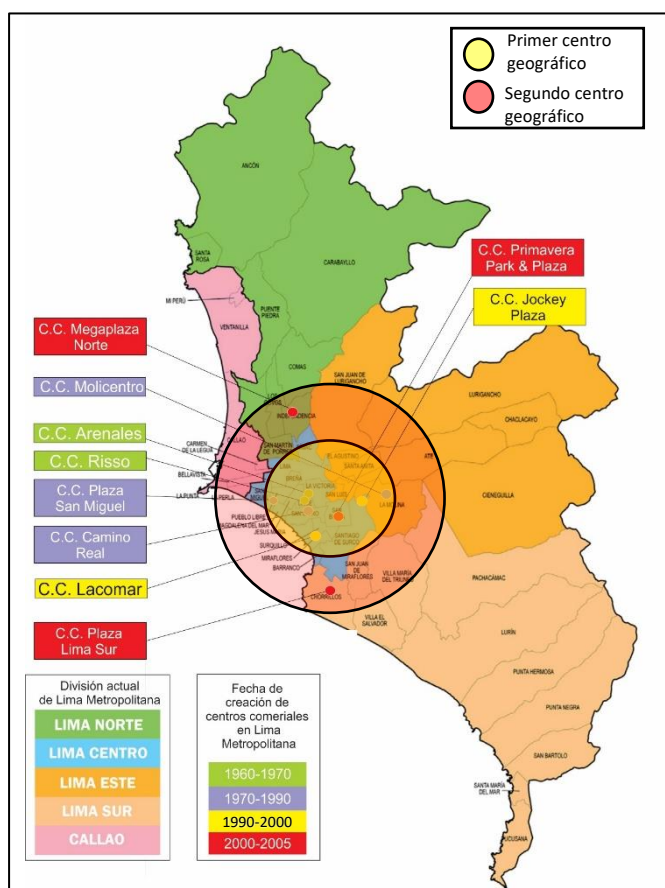 Primer centro
geográfico
Segundo centro
geográfico
ANCÓN
SANTA
ROSA
CARABAYLLO
MI PERÚ
VENTANILLA
PUENTE
PIEDRA
COMAS
C.C. Primavera
Park & Plaza
C.C. Jockey
Plaza
C.C. Megaplaza
Norte
C.C. Molicentro
C.C. Arenales
C.C. Risso
C.C. Plaza
San Miguel
C.C. Camino
Real
C.C. Lacomar
C.C. Plaza
Lima Sur
SAN JUAN DE
LURIGANCHO
LURIGANCHO
CHACLACAYO
INDEPENDENCIA
SAN MARTÍN
DE PORRES
CALLAO
CARMEN
DE LA LEGUA
BELLAVISTA
LA PUNTA
LA PERLA
LIMA
BREÑA
EL AGUSTINO
SANTA ANITA
ATE
LA VICTORIA
SAN LUIS
LA MOLINA
CIENEGUILLA
PUEBLO LIBRE
MAGDALENA DEL MAR
JESUS MARÍA
SURQUILLO
MIRAFLORES
BARRANCO
SANTIAGO
DE SURCO
SAN JUAN
DE
MIRAFLORES
VILLA MARÍA
DEL TRIUNFO
CHORRILLOS
VILLA EL
SALVADOR
PACHACÁMAC
LURÍN
PUNTA HERMOSA
PUNTA NEGRA
SAN BARTOLO
SANTA MARÍA
DEL MAR
PUCUSANA
División actual
de Lima Metropolitana
LIMA NORTE
LIMA CENTRO
LIMA ESTE
LIMA SUR
CALLAO
Fecha de
creación de
centros comeriales
en Lima
Metropolitana
1960-1970
1970-1990
1990-2000
2000-2005